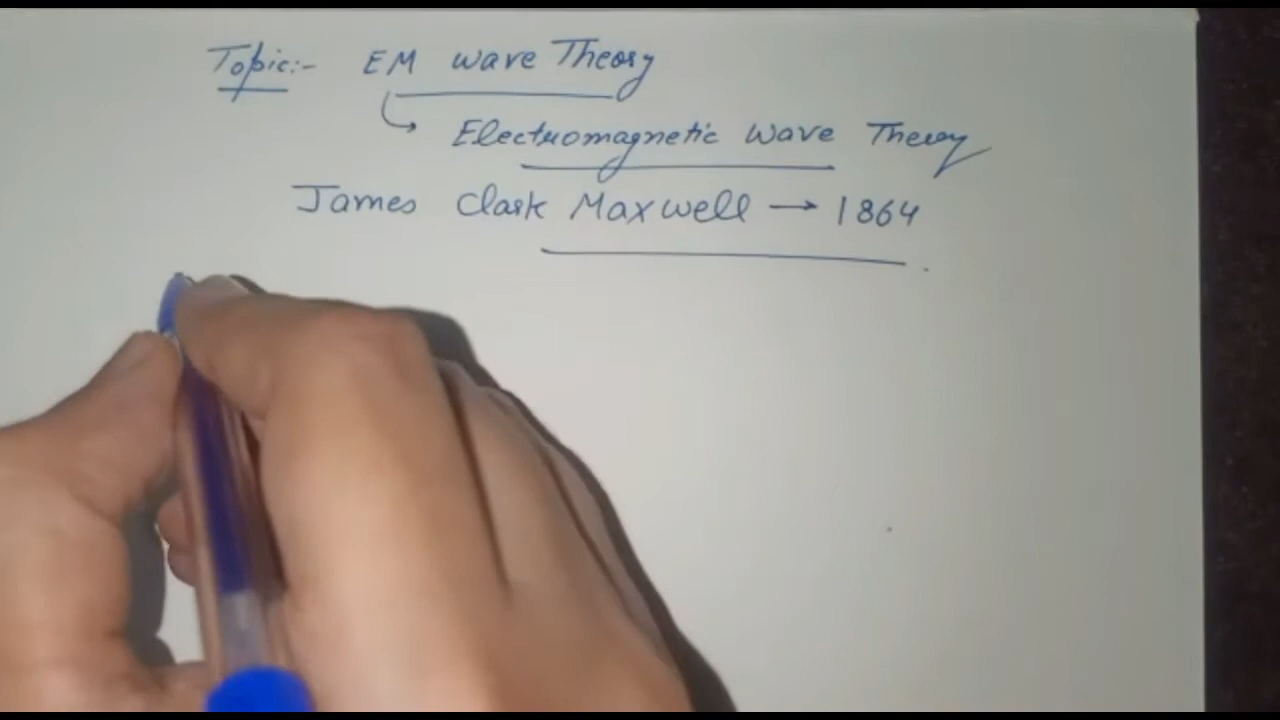 Topic:- EM wave Theory
Electromagnetic wave Theory
James Clark Maxwell → 1864